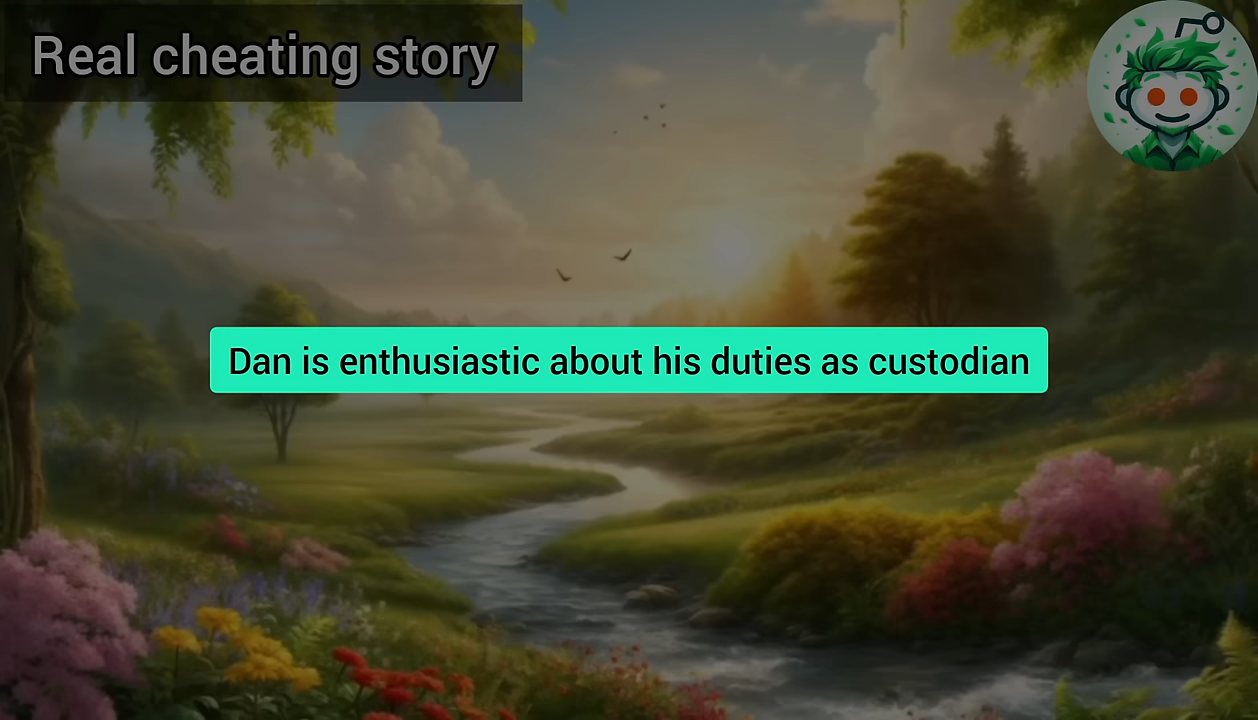 Real cheating story
Dan is enthusiastic about his duties as custodian